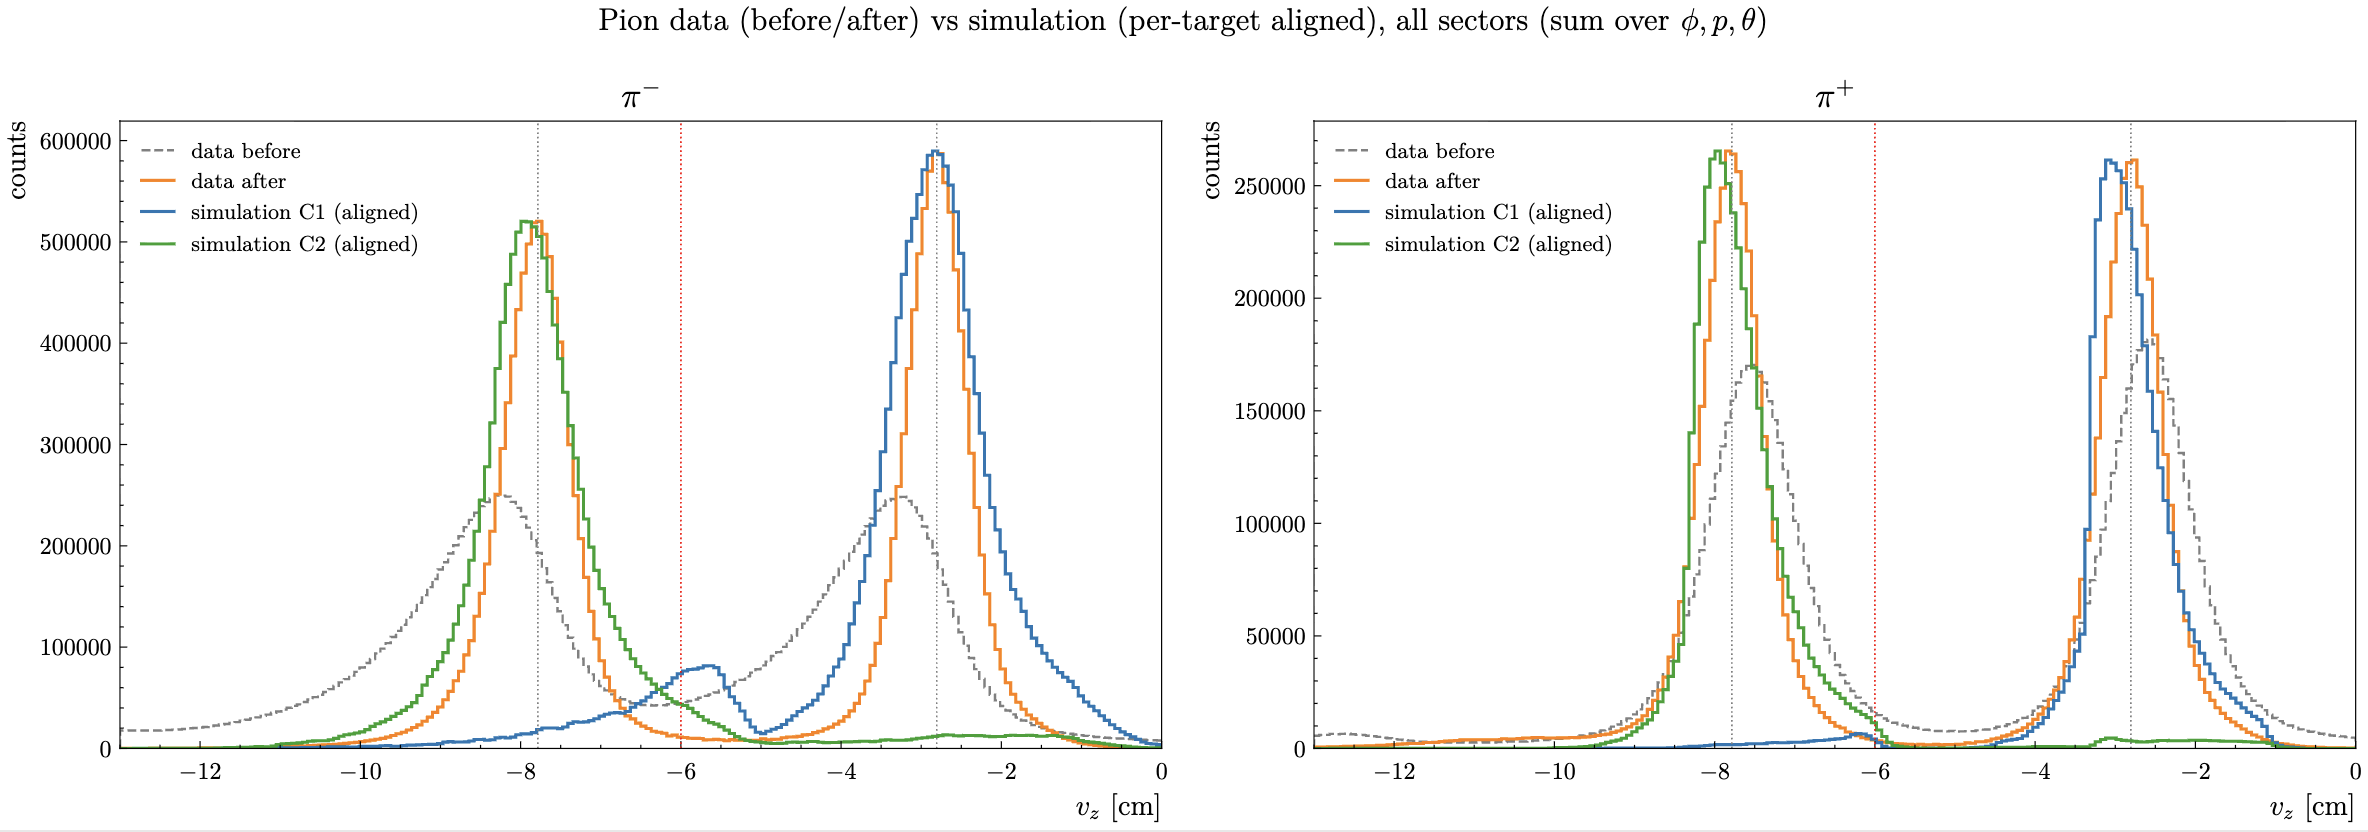 Pion data (before/after) vs simulation (per-target aligned), all sectors (sum over ϕ, p, θ)
π⁻
counts
600000
500000
400000
300000
200000
100000
0
data before
data after
simulation C1 (aligned)
simulation C2 (aligned)
−12 −10 −8 −6 −4 −2 0
v_z [cm]
π⁺
counts
250000
200000
150000
100000
50000
0
data before
data after
simulation C1 (aligned)
simulation C2 (aligned)
−12 −10 −8 −6 −4 −2 0
v_z [cm]